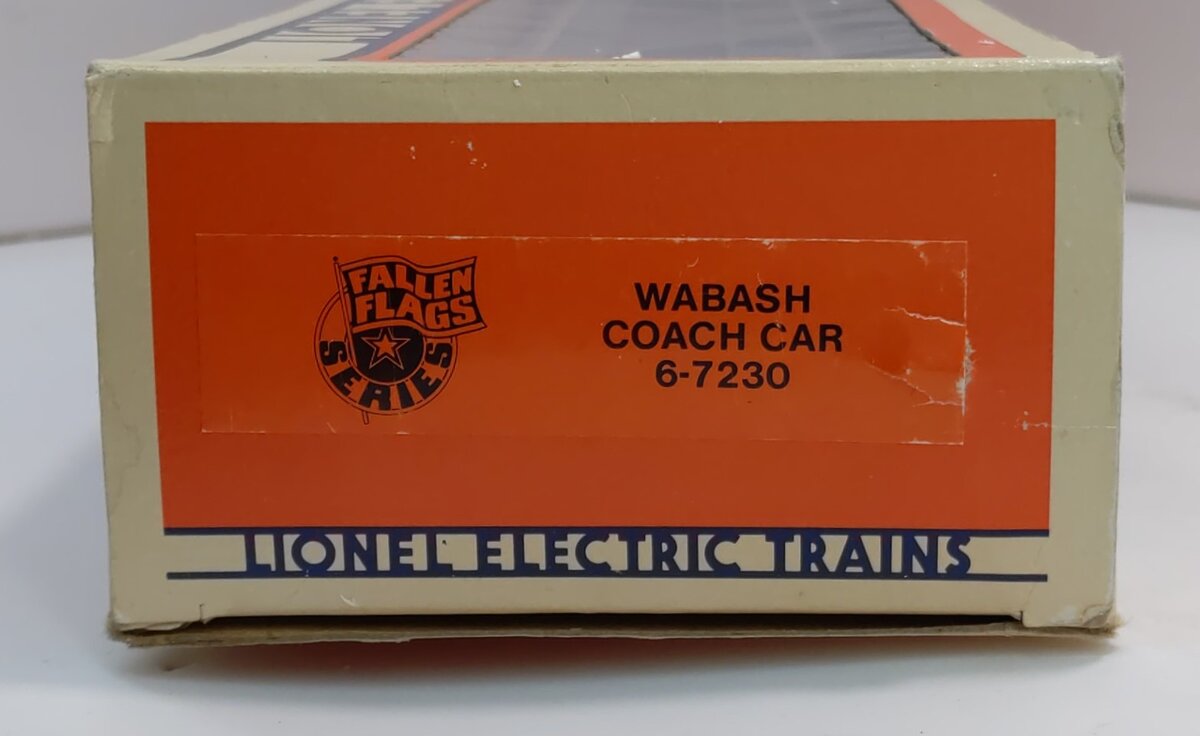 FALLEN
FLAGS
SERIES
WABASH
COACH CAR
6-7230
LIONEL ELECTRIC TRAINS